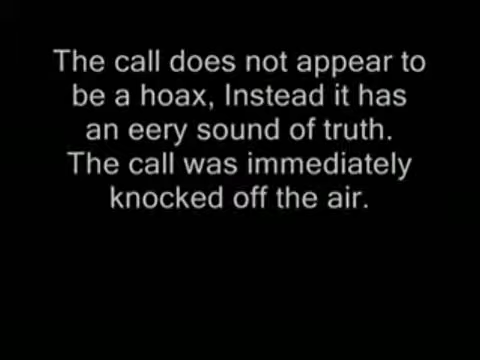 The call does not appear to
be a hoax, Instead it has
an eery sound of truth.
The call was immediately
knocked off the air.